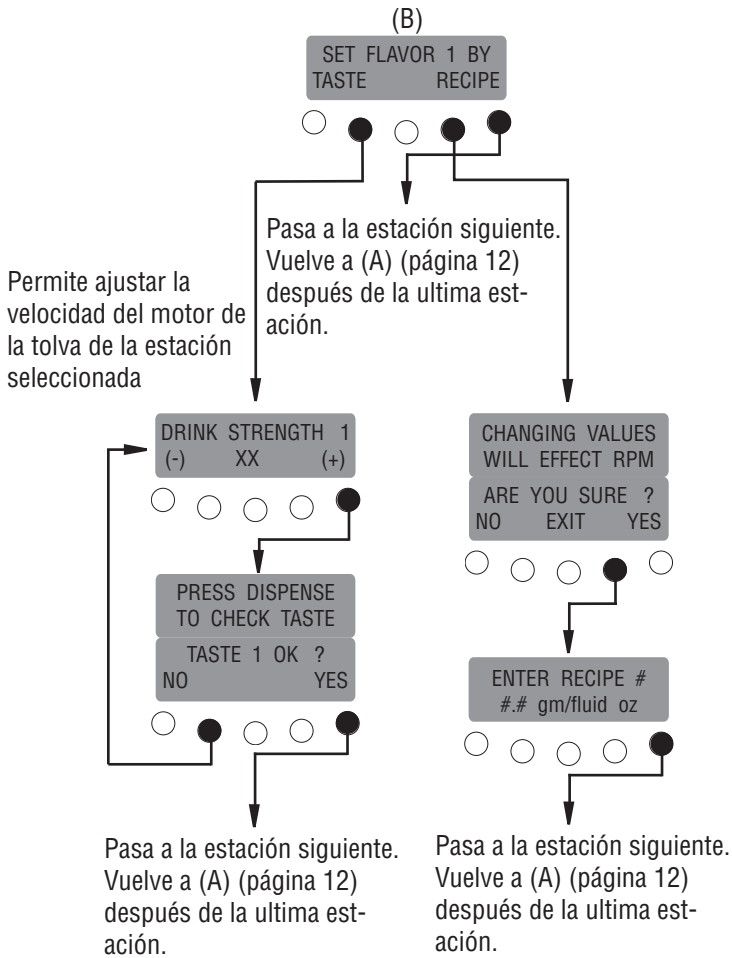 (B)
SET FLAVOR 1 BY
TASTE RECIPE
Pasa a la estación siguiente.
Vuelve a (A) (página 12)
después de la ultima est-
ación.
Permite ajustar la
velocidad del motor de
la tolva de la estación
seleccionada
DRINK STRENGTH 1
(-) XX (+)
PRESS DISPENSE
TO CHECK TASTE
TASTE 1 OK ?
NO YES
Pasa a la estación siguiente.
Vuelve a (A) (página 12)
después de la ultima est-
ación.
CHANGING VALUES
WILL EFFECT RPM
ARE YOU SURE ?
NO EXIT YES
ENTER RECIPE #
#.# gm/fluid oz
Pasa a la estación siguiente.
Vuelve a (A) (página 12)
después de la ultima est-
ación.